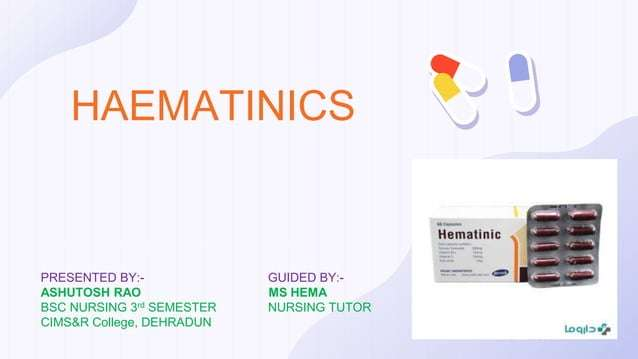 HAEMATINICS
PRESENTED BY:-
ASHUTOSH RAO
BSC NURSING 3rd SEMESTER
CIMS&R College, DEHRADUN
GUIDED BY:-
MS HEMA
NURSING TUTOR
Hematinic
داروما